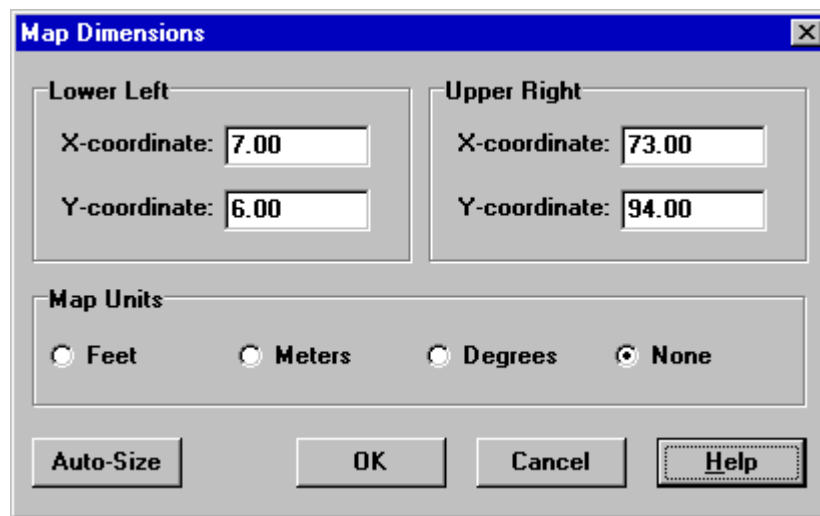 Map Dimensions
Lower Left
X-coordinate: 7.00
Y-coordinate: 6.00
Upper Right
X-coordinate: 73.00
Y-coordinate: 94.00
Map Units
Feet Meters Degrees None
Auto-Size OK Cancel Help